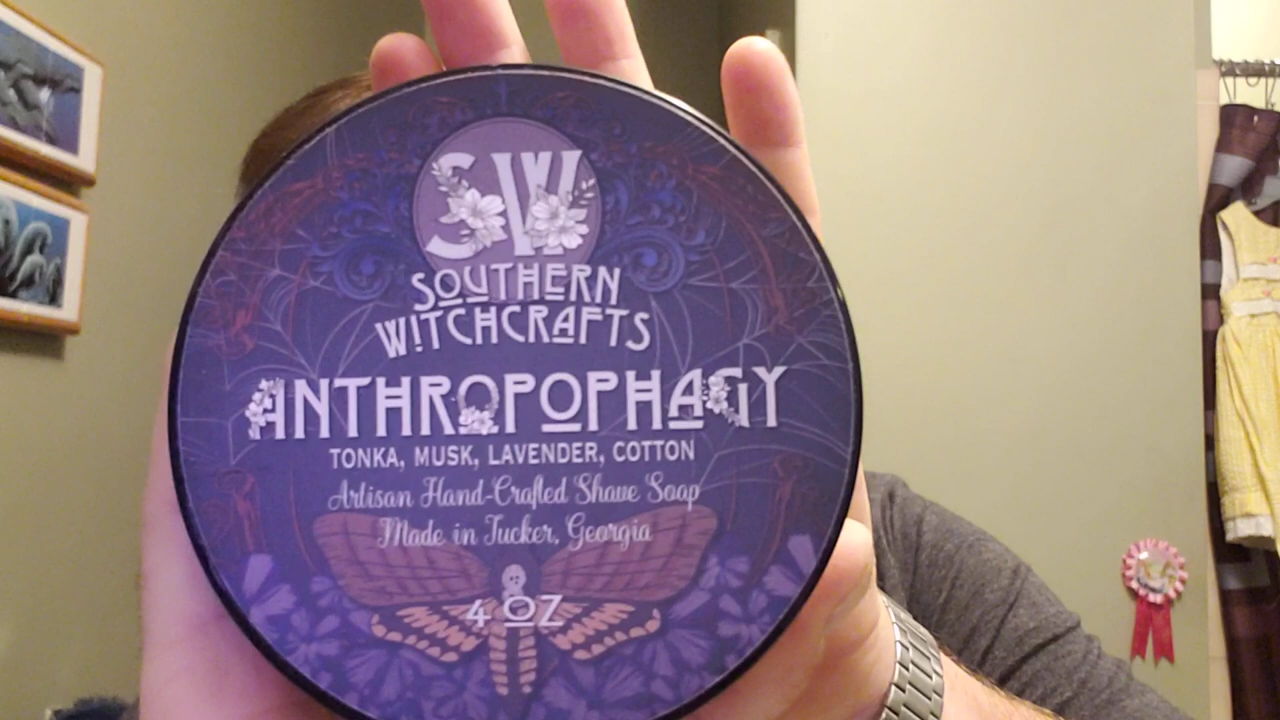 SW
SOUTHERN
WITCHCRAFTS
ANTHROPOPHAGY
TONKA, MUSK, LAVENDER, COTTON
Artisan Hand-Crafted Shave Soap
Made in Tucker, Georgia
4 OZ